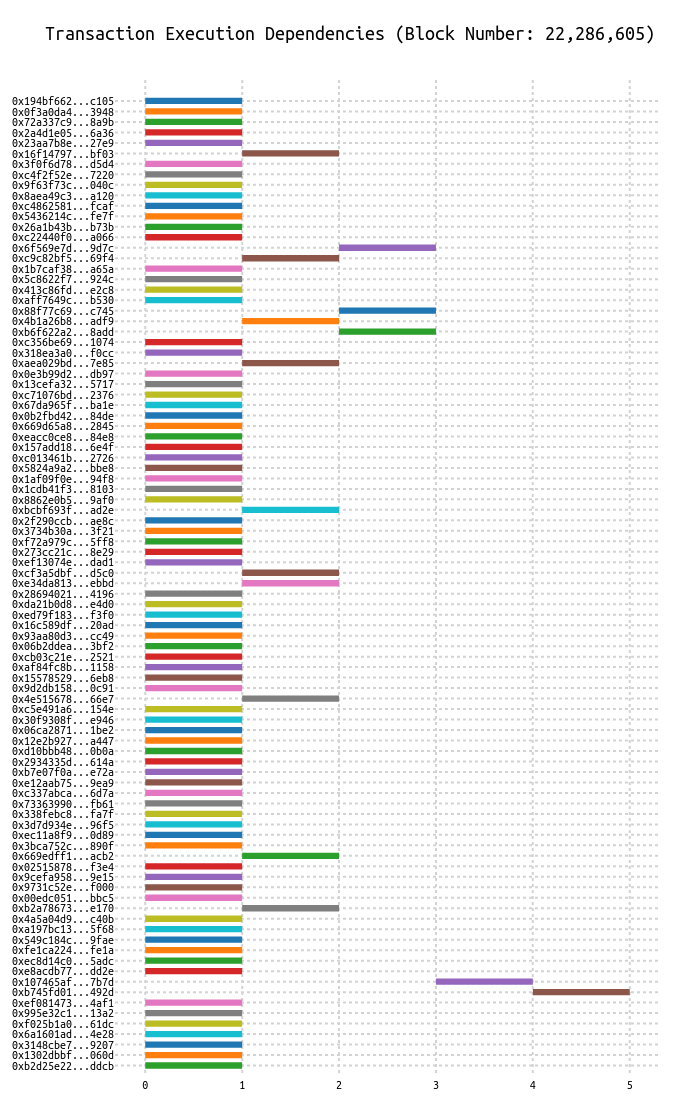 Transaction Execution Dependencies (Block Number: 22,286,605)
0x194bf662...c105
0x0f3a0da4...3948
0x72a337c9...8a9b
0x2a4d1e05...6a36
0x23aa7b8e...27e9
0x16f14797...bf03
0x3f0f6d78...d5d4
0xc4f2f52e...7220
0x9f63f73c...040c
0x8aea49c3...a120
0xc4862581...fcaf
0x5436214c...fe7f
0x26a1b43b...b73b
0xc22440f0...a066
0x6f569e7d...9d7c
0xc9c82bf5...69f4
0x1b7caf38...a65a
0x5c8622f7...924c
0x413c86fd...e2c8
0xaff7649c...b530
0x88f77c69...c745
0x4b1a26b8...adf9
0xb6f622a2...8add
0xc356be69...1074
0x318ea3a0...f0cc
0xaea029bd...7e85
0x0e3b99d2...db97
0x13cefa32...5717
0xc71076bd...2376
0x67da965f...ba1e
0x0b2fbd42...84de
0x669d65a8...2845
0xeacc0ce8...84e8
0x157add18...6e4f
0xc013461b...2726
0x5824a9a2...bbe8
0x1af09f0e...94f8
0x1cdb41f3...8103
0x8862e0b5...9af0
0xbcbf693f...ad2e
0x2f290ccb...ae8c
0x3734b30a...3f21
0xf72a979c...5ff8
0x273cc21c...8e29
0xef13074e...dad1
0xcf3a5dbf...d5c0
0xe34da813...ebbd
0x28694021...4196
0xda21b0d8...e4d0
0xed79f183...f3f0
0x16c589df...20ad
0x93aa80d3...cc49
0x06b2ddea...3bf2
0xcb03c21e...2521
0xaf84fc8b...1158
0x15578529...6eb8
0x9d2db158...0c91
0x4e515678...66e7
0xc5e491a6...154e
0x30f9308f...e946
0x06ca2871...1be2
0x12e2b927...a447
0xd10bbb48...0b0a
0x2934335d...614a
0xb7e07f0a...e72a
0xe12aab75...9ea9
0xc337abca...6d7a
0x73363990...fb61
0x338febc8...fa7f
0x3d7d934e...96f5
0xec11a8f9...0d89
0x3bca752c...890f
0x669edff1...acb2
0x02515878...f3e4
0x9cefa958...9e15
0x9731c52e...f000
0x00edc051...bbc5
0xb2a78673...e170
0x4a5a04d9...c40b
0xa197bc13...5f68
0x549c184c...9fae
0xfe1ca224...fe1a
0xec8d14c0...5adc
0xe8acdb77...dd2e
0x107465af...7b7d
0xb745fd01...492d
0xef081473...4af1
0x995e32c1...13a2
0xf025b1a0...61dc
0x6a1601ad...4e28
0x3148cbe7...9207
0x1302dbbf...060d
0xb2d25e22...ddcb
0 1 2 3 4 5